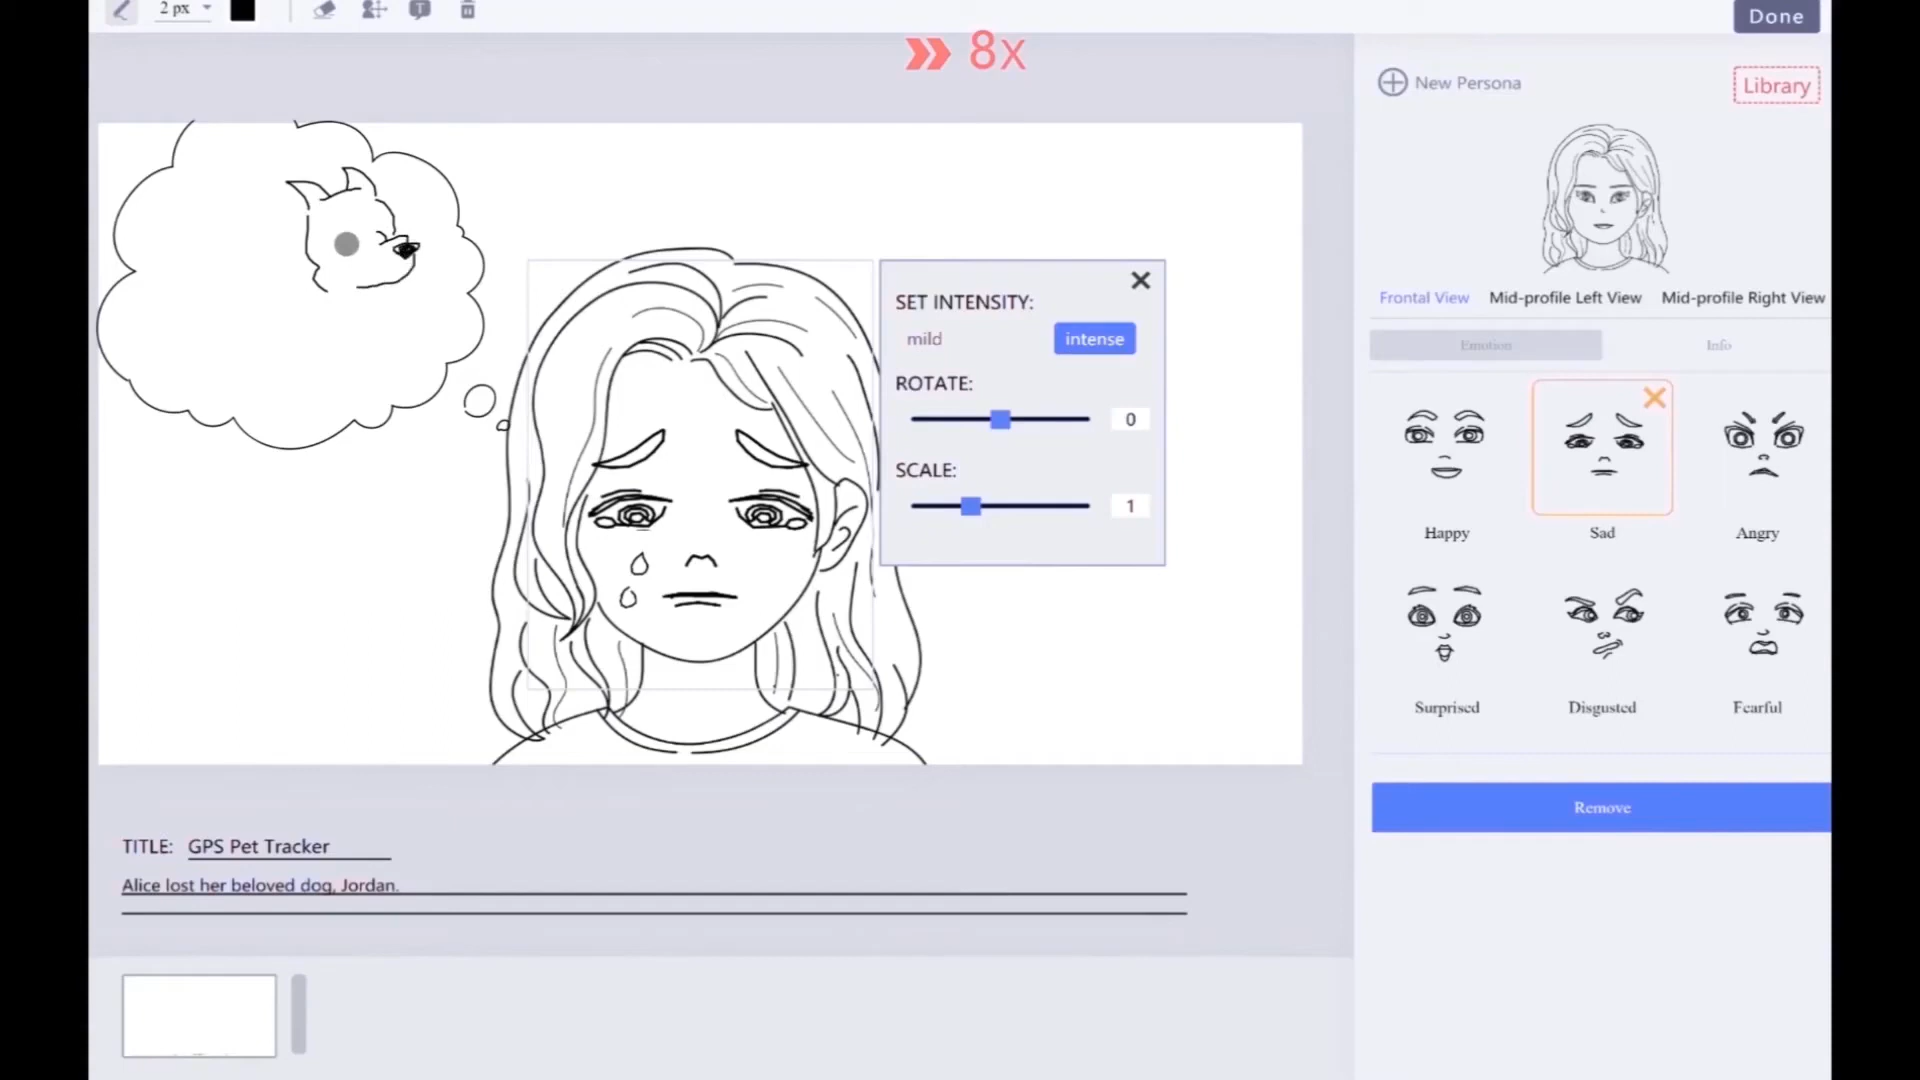 2 px
Done
8x
New Persona
Library
Frontal View Mid-profile Left View Mid-profile Right View
Emotion Info
SET INTENSITY:
mild intense
ROTATE:
0
SCALE:
1
Happy Sad Angry
Surprised Disgusted Fearful
Remove
TITLE: GPS Pet Tracker
Alice lost her beloved dog, Jordan.